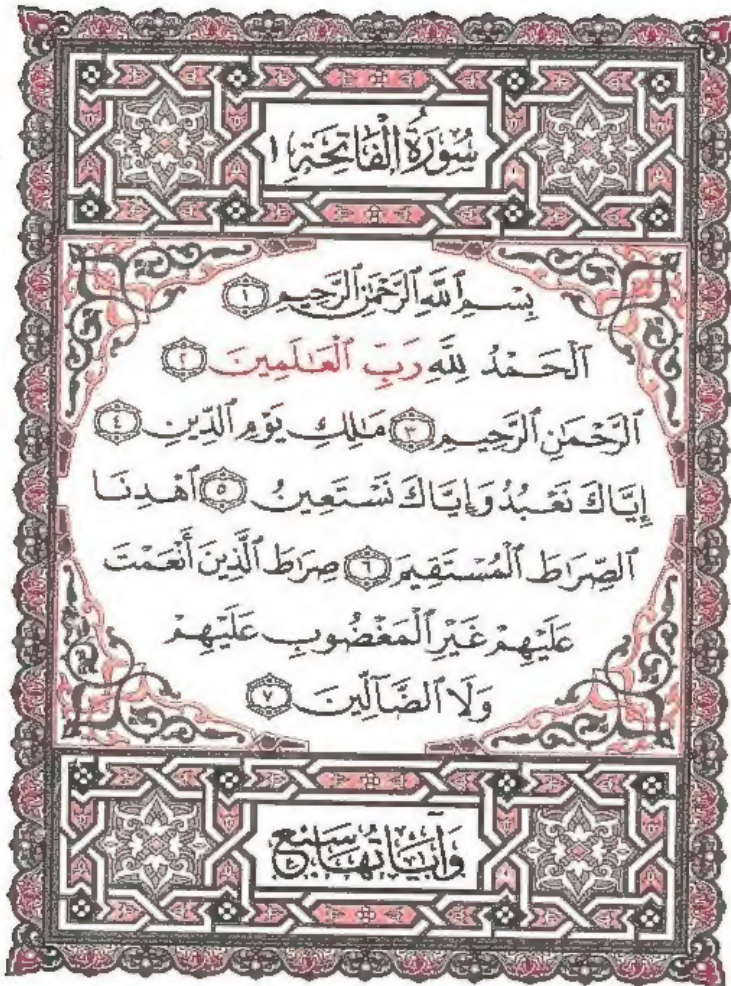 سُورَةُ الْفَاتِحَةِ ١
بِسْمِ ٱللَّهِ ٱلرَّحْمَٰنِ ٱلرَّحِيمِ ١
ٱلْحَمْدُ لِلَّهِ رَبِّ ٱلْعَٰلَمِينَ ٢
ٱلرَّحْمَٰنِ ٱلرَّحِيمِ ٣ مَٰلِكِ يَوْمِ ٱلدِّينِ ٤
إِيَّاكَ نَعْبُدُ وَإِيَّاكَ نَسْتَعِينُ ٥ ٱهْدِنَا
ٱلصِّرَٰطَ ٱلْمُسْتَقِيمَ ٦ صِرَٰطَ ٱلَّذِينَ أَنْعَمْتَ
عَلَيْهِمْ غَيْرِ ٱلْمَغْضُوبِ عَلَيْهِمْ
وَلَا ٱلضَّآلِّينَ ٧
وَآيَاتُهَا سَبْعٌ